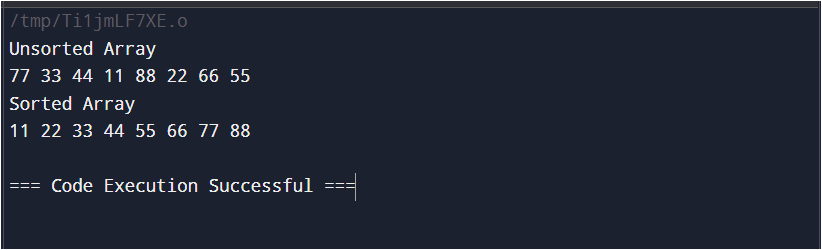 /tmp/Ti1jmLF7XE.o
Unsorted Array
77 33 44 11 88 22 66 55
Sorted Array
11 22 33 44 55 66 77 88
=== Code Execution Successful ===